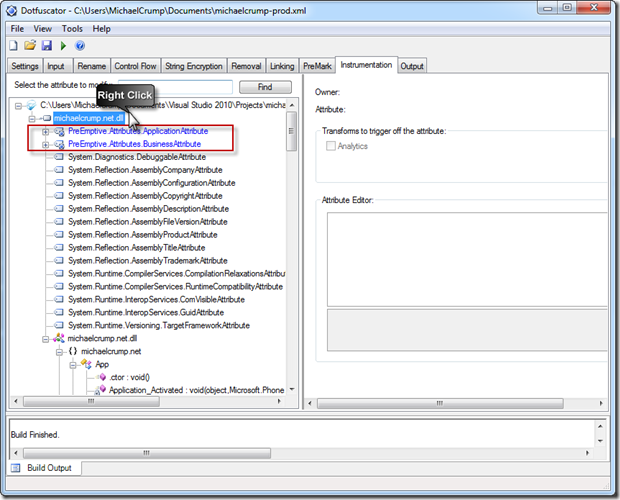 Dotfuscator - C:\Users\MichaelCrump\Documents\michaelcrump-prod.xml
File View Tools Help
Settings Input Rename Control Flow String Encryption Removal Linking PreMark Instrumentation Output
Select the attribute to modify:
Find
Right Click
C:\Users\MichaelCrump\Documents\Visual Studio 2010\Projects\micha
michaelcrump.net.dll
PreEmptive.Attributes.ApplicationAttribute
PreEmptive.Attributes.BusinessAttribute
System.Diagnostics.DebuggableAttribute
System.Reflection.AssemblyCompanyAttribute
System.Reflection.AssemblyConfigurationAttribute
System.Reflection.AssemblyCopyrightAttribute
System.Reflection.AssemblyDescriptionAttribute
System.Reflection.AssemblyFileVersionAttribute
System.Reflection.AssemblyProductAttribute
System.Reflection.AssemblyTitleAttribute
System.Reflection.AssemblyTrademarkAttribute
System.Runtime.CompilerServices.CompilationRelaxationsAttribut
System.Runtime.CompilerServices.RuntimeCompatibilityAttribute
System.Runtime.InteropServices.ComVisibleAttribute
System.Runtime.InteropServices.GuidAttribute
System.Runtime.Versioning.TargetFrameworkAttribute
michaelcrump.net.dll
{} michaelcrump.net
App
.ctor : void()
Application_Activated : void(object,Microsoft.Phone
Owner:
Attribute:
Transforms to trigger off the attribute:
Analytics
Attribute Editor:
Build Finished.
Build Output